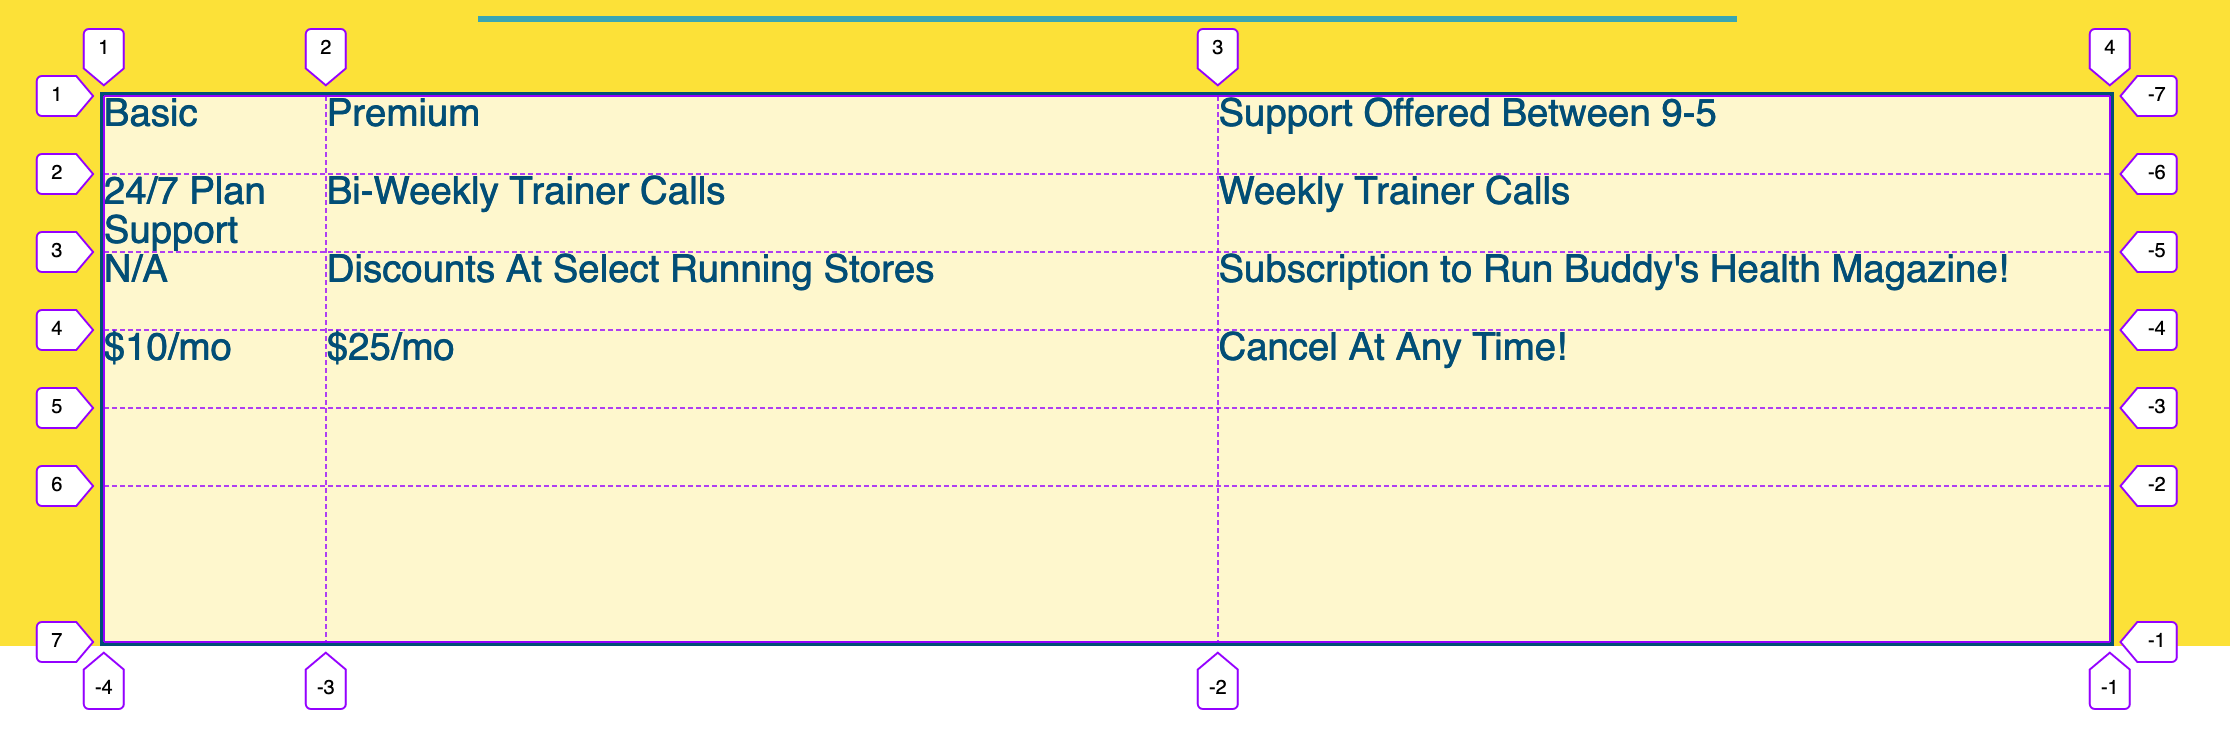 1 2 3 4
1 Basic Premium Support Offered Between 9-5 -7
2 24/7 Plan Bi-Weekly Trainer Calls Weekly Trainer Calls -6
Support
3 N/A Discounts At Select Running Stores Subscription to Run Buddy's Health Magazine! -5
4 $10/mo $25/mo Cancel At Any Time! -4
5 -3
6 -2
7 -1
-4 -3 -2 -1